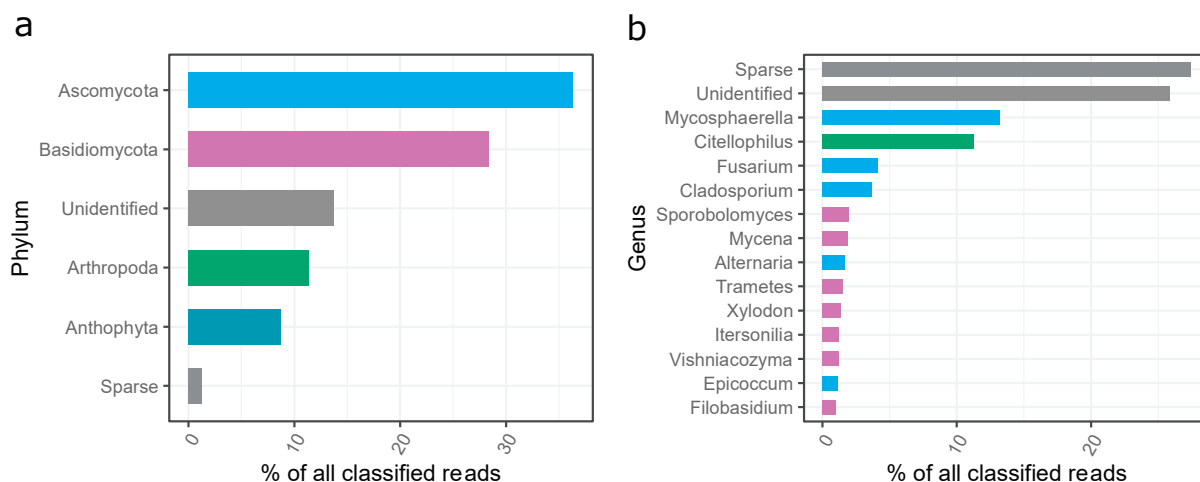 a
Phylum
Ascomycota
Basidiomycota
Unidentified
Arthropoda
Anthophyta
Sparse
0 10 20 30
% of all classified reads
b
Genus
Sparse
Unidentified
Mycosphaerella
Citellophilus
Fusarium
Cladosporium
Sporobolomyces
Mycena
Alternaria
Trametes
Xylodon
Itersonilia
Vishniacozyma
Epicoccum
Filobasidium
0 10 20
% of all classified reads